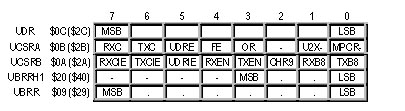 7 6 5 4 3 2 1 0
UDR $0C($2C) MSB LSB
UCSRA $0B($2B) RXC TXC UDRE FE OR - U2X- MPCR-
UCSRB $0A($2A) RXCIE TXCIE UDRIE RXEN TXEN CHR9 RXB8 TXB8
UBRRH1 $20 ($40) - - - - MSB . . LSB
UBRR $09 ($29) MSB . . . . . . LSB